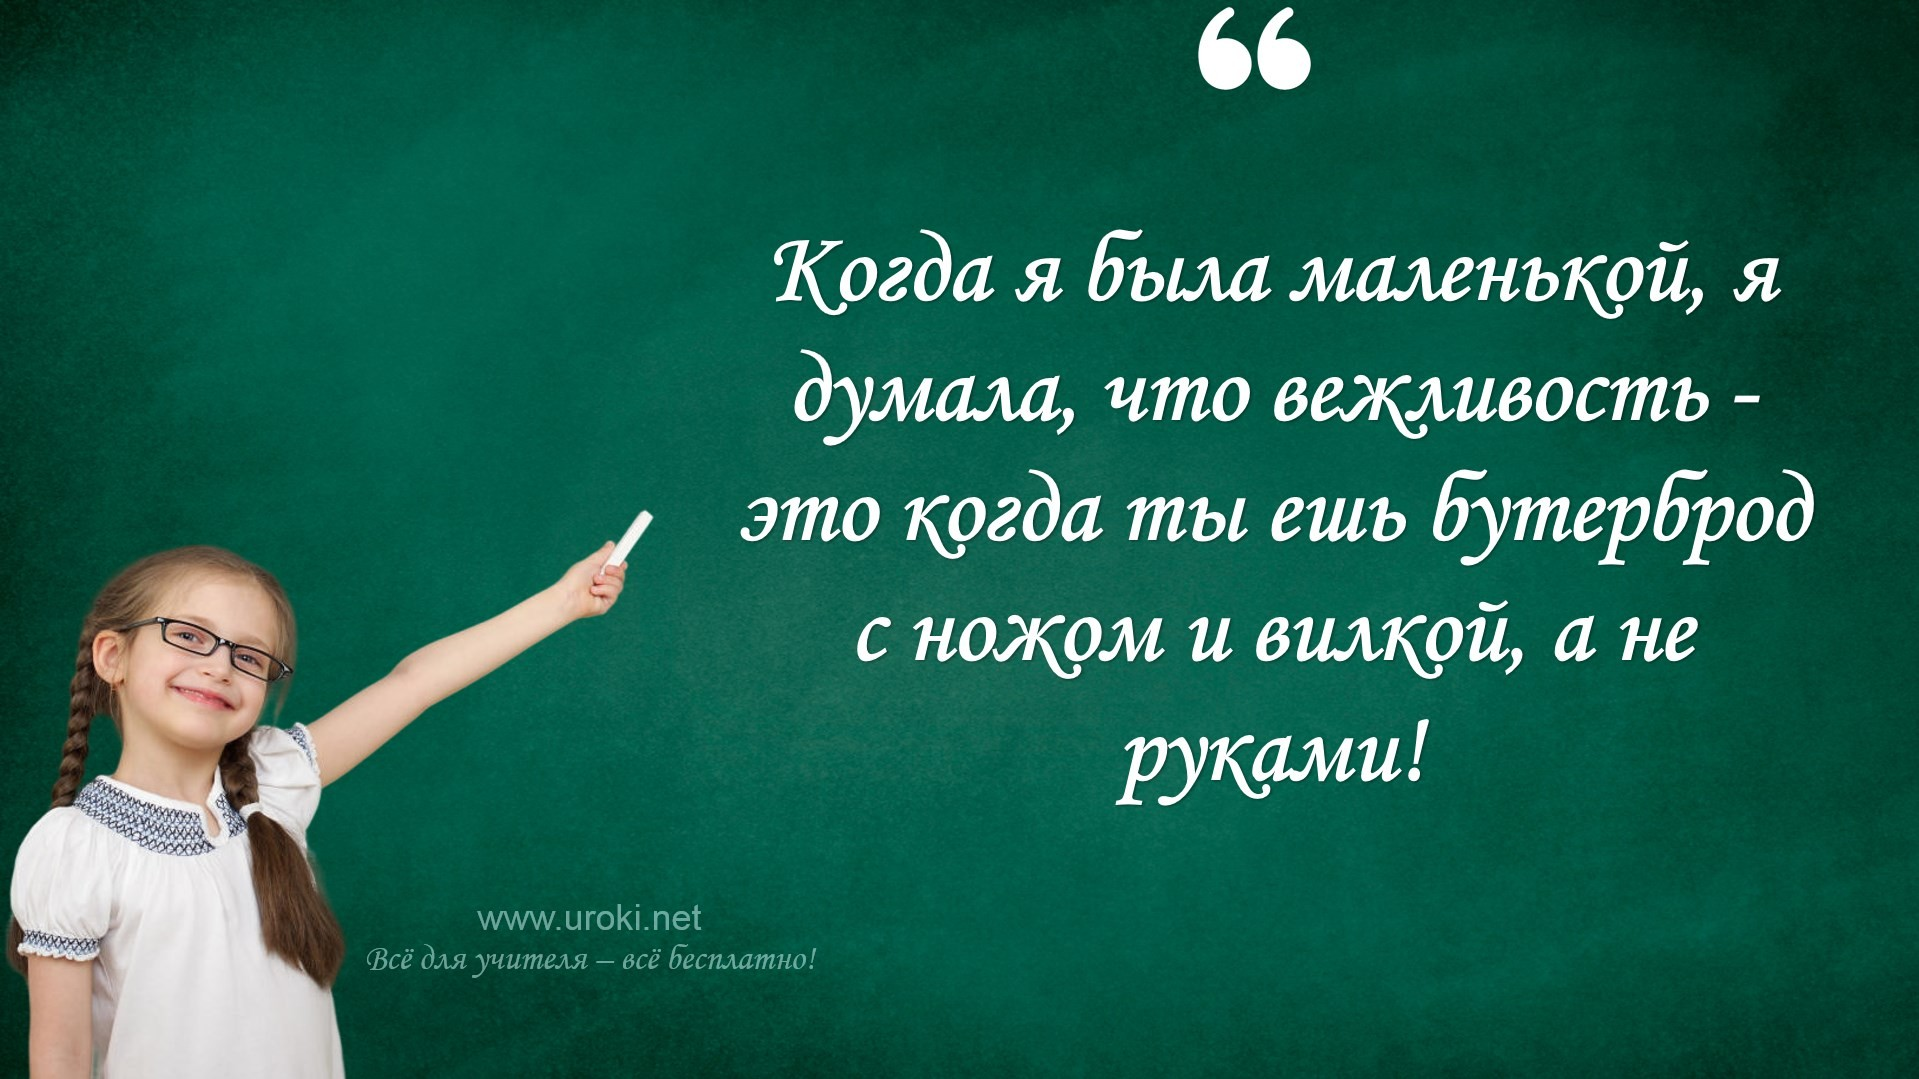 “
Когда я была маленькой, я
думала, что вежливость -
это когда ты ешь бутерброд
с ножом и вилкой, а не
руками!
www.uroki.net
Всё для учителя – всё бесплатно!